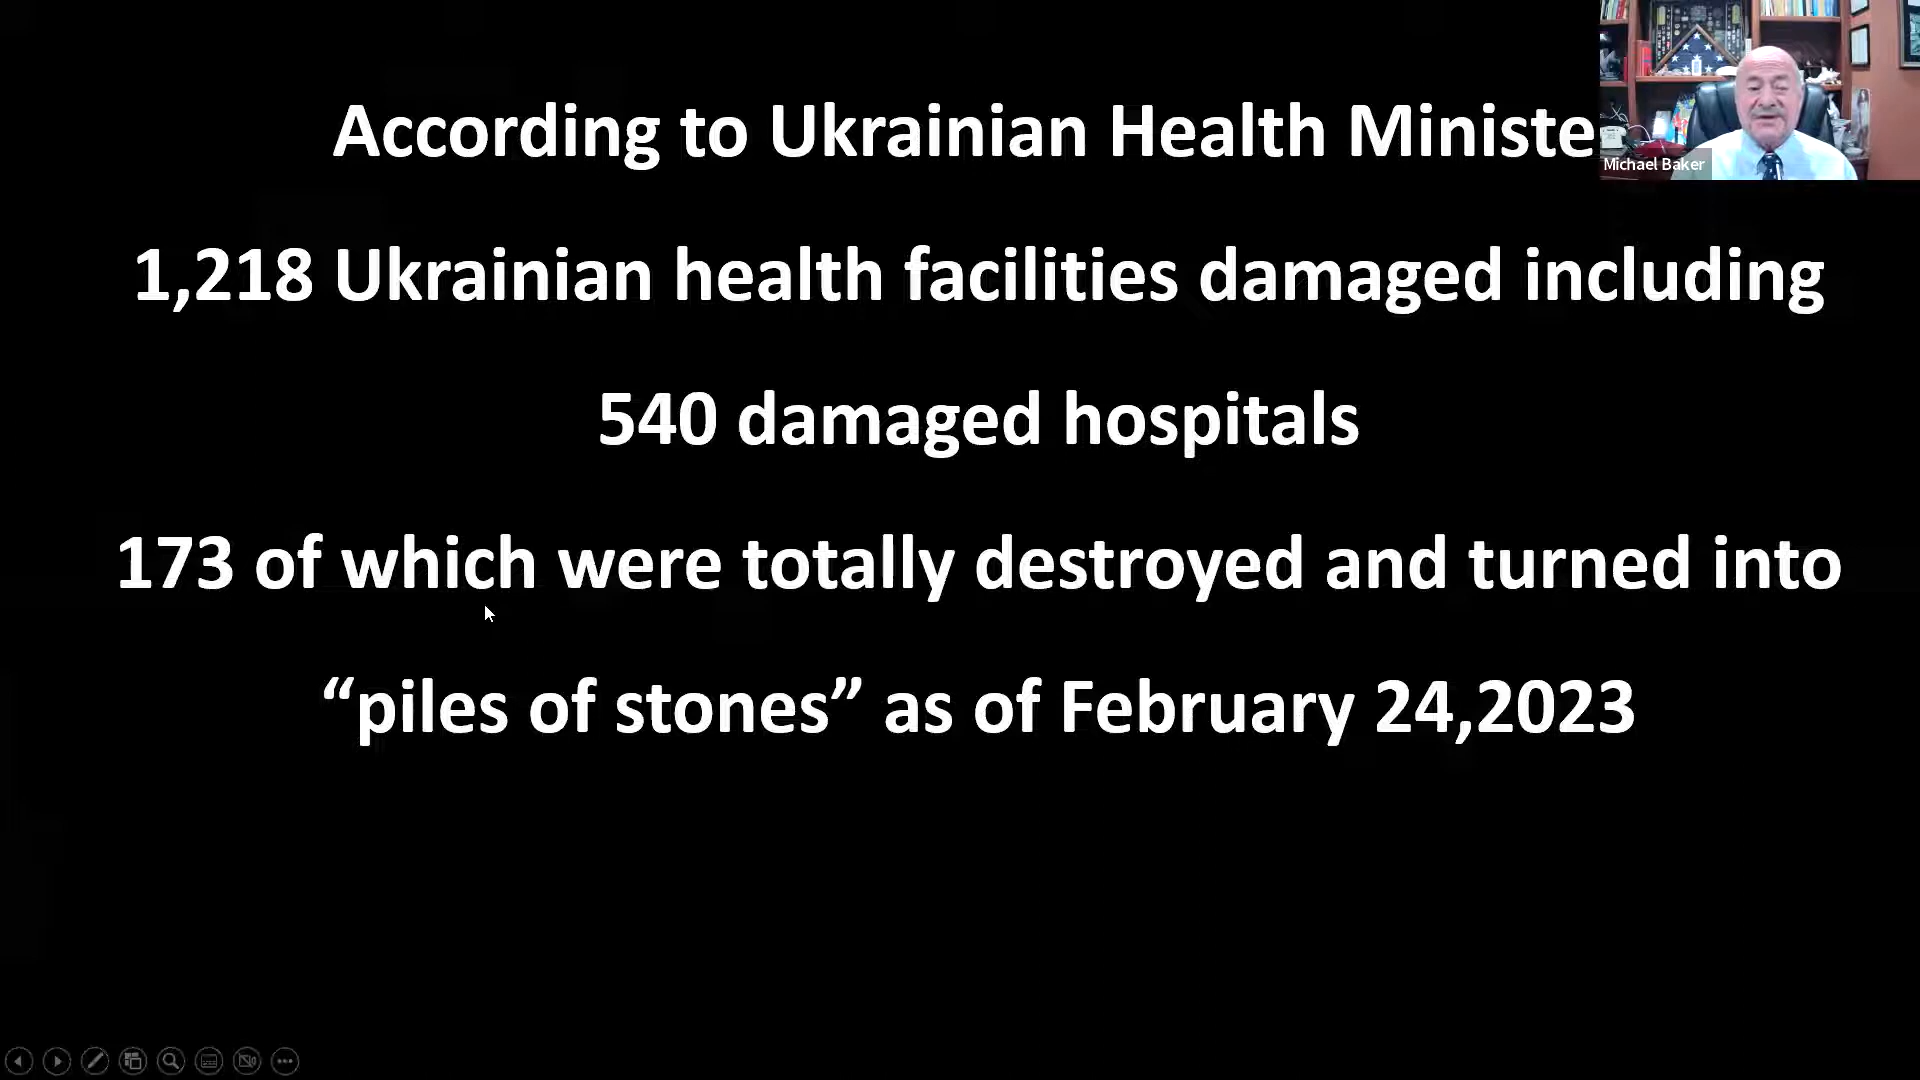 According to Ukrainian Health Ministe
Michael Baker
1,218 Ukrainian health facilities damaged including
540 damaged hospitals
173 of which were totally destroyed and turned into
“piles of stones” as of February 24,2023